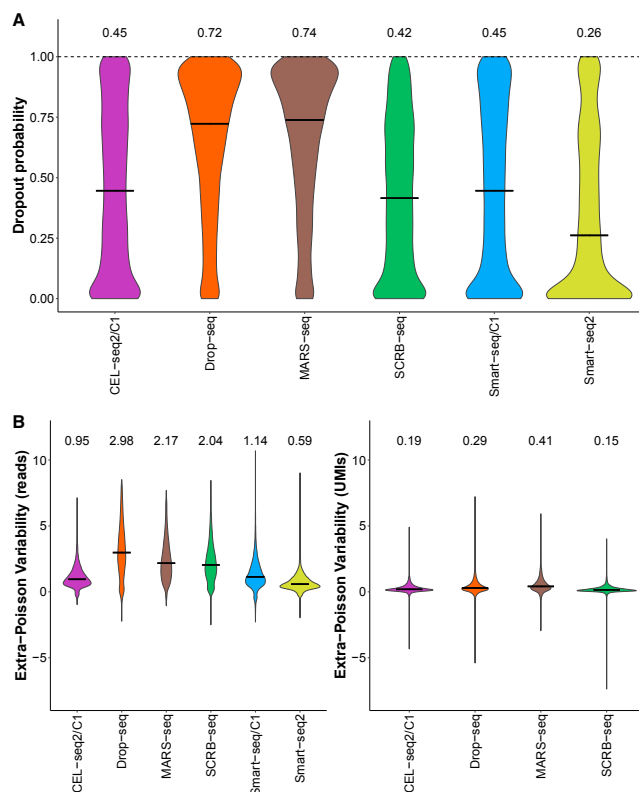 A
0.45 0.72 0.74 0.42 0.45 0.26
Dropout probability
1.00
0.75
0.50
0.25
0.00
CEL−seq2/C1
Drop−seq
MARS−seq
SCRB−seq
Smart−seq/C1
Smart−seq2
B
0.95 2.98 2.17 2.04 1.14 0.59
Extra−Poisson Variability (reads)
10
5
0
−5
CEL−seq2/C1
Drop−seq
MARS−seq
SCRB−seq
Smart−seq/C1
Smart−seq2
0.19 0.29 0.41 0.15
Extra−Poisson Variability (UMIs)
10
5
0
−5
CEL−seq2/C1
Drop−seq
MARS−seq
SCRB−seq